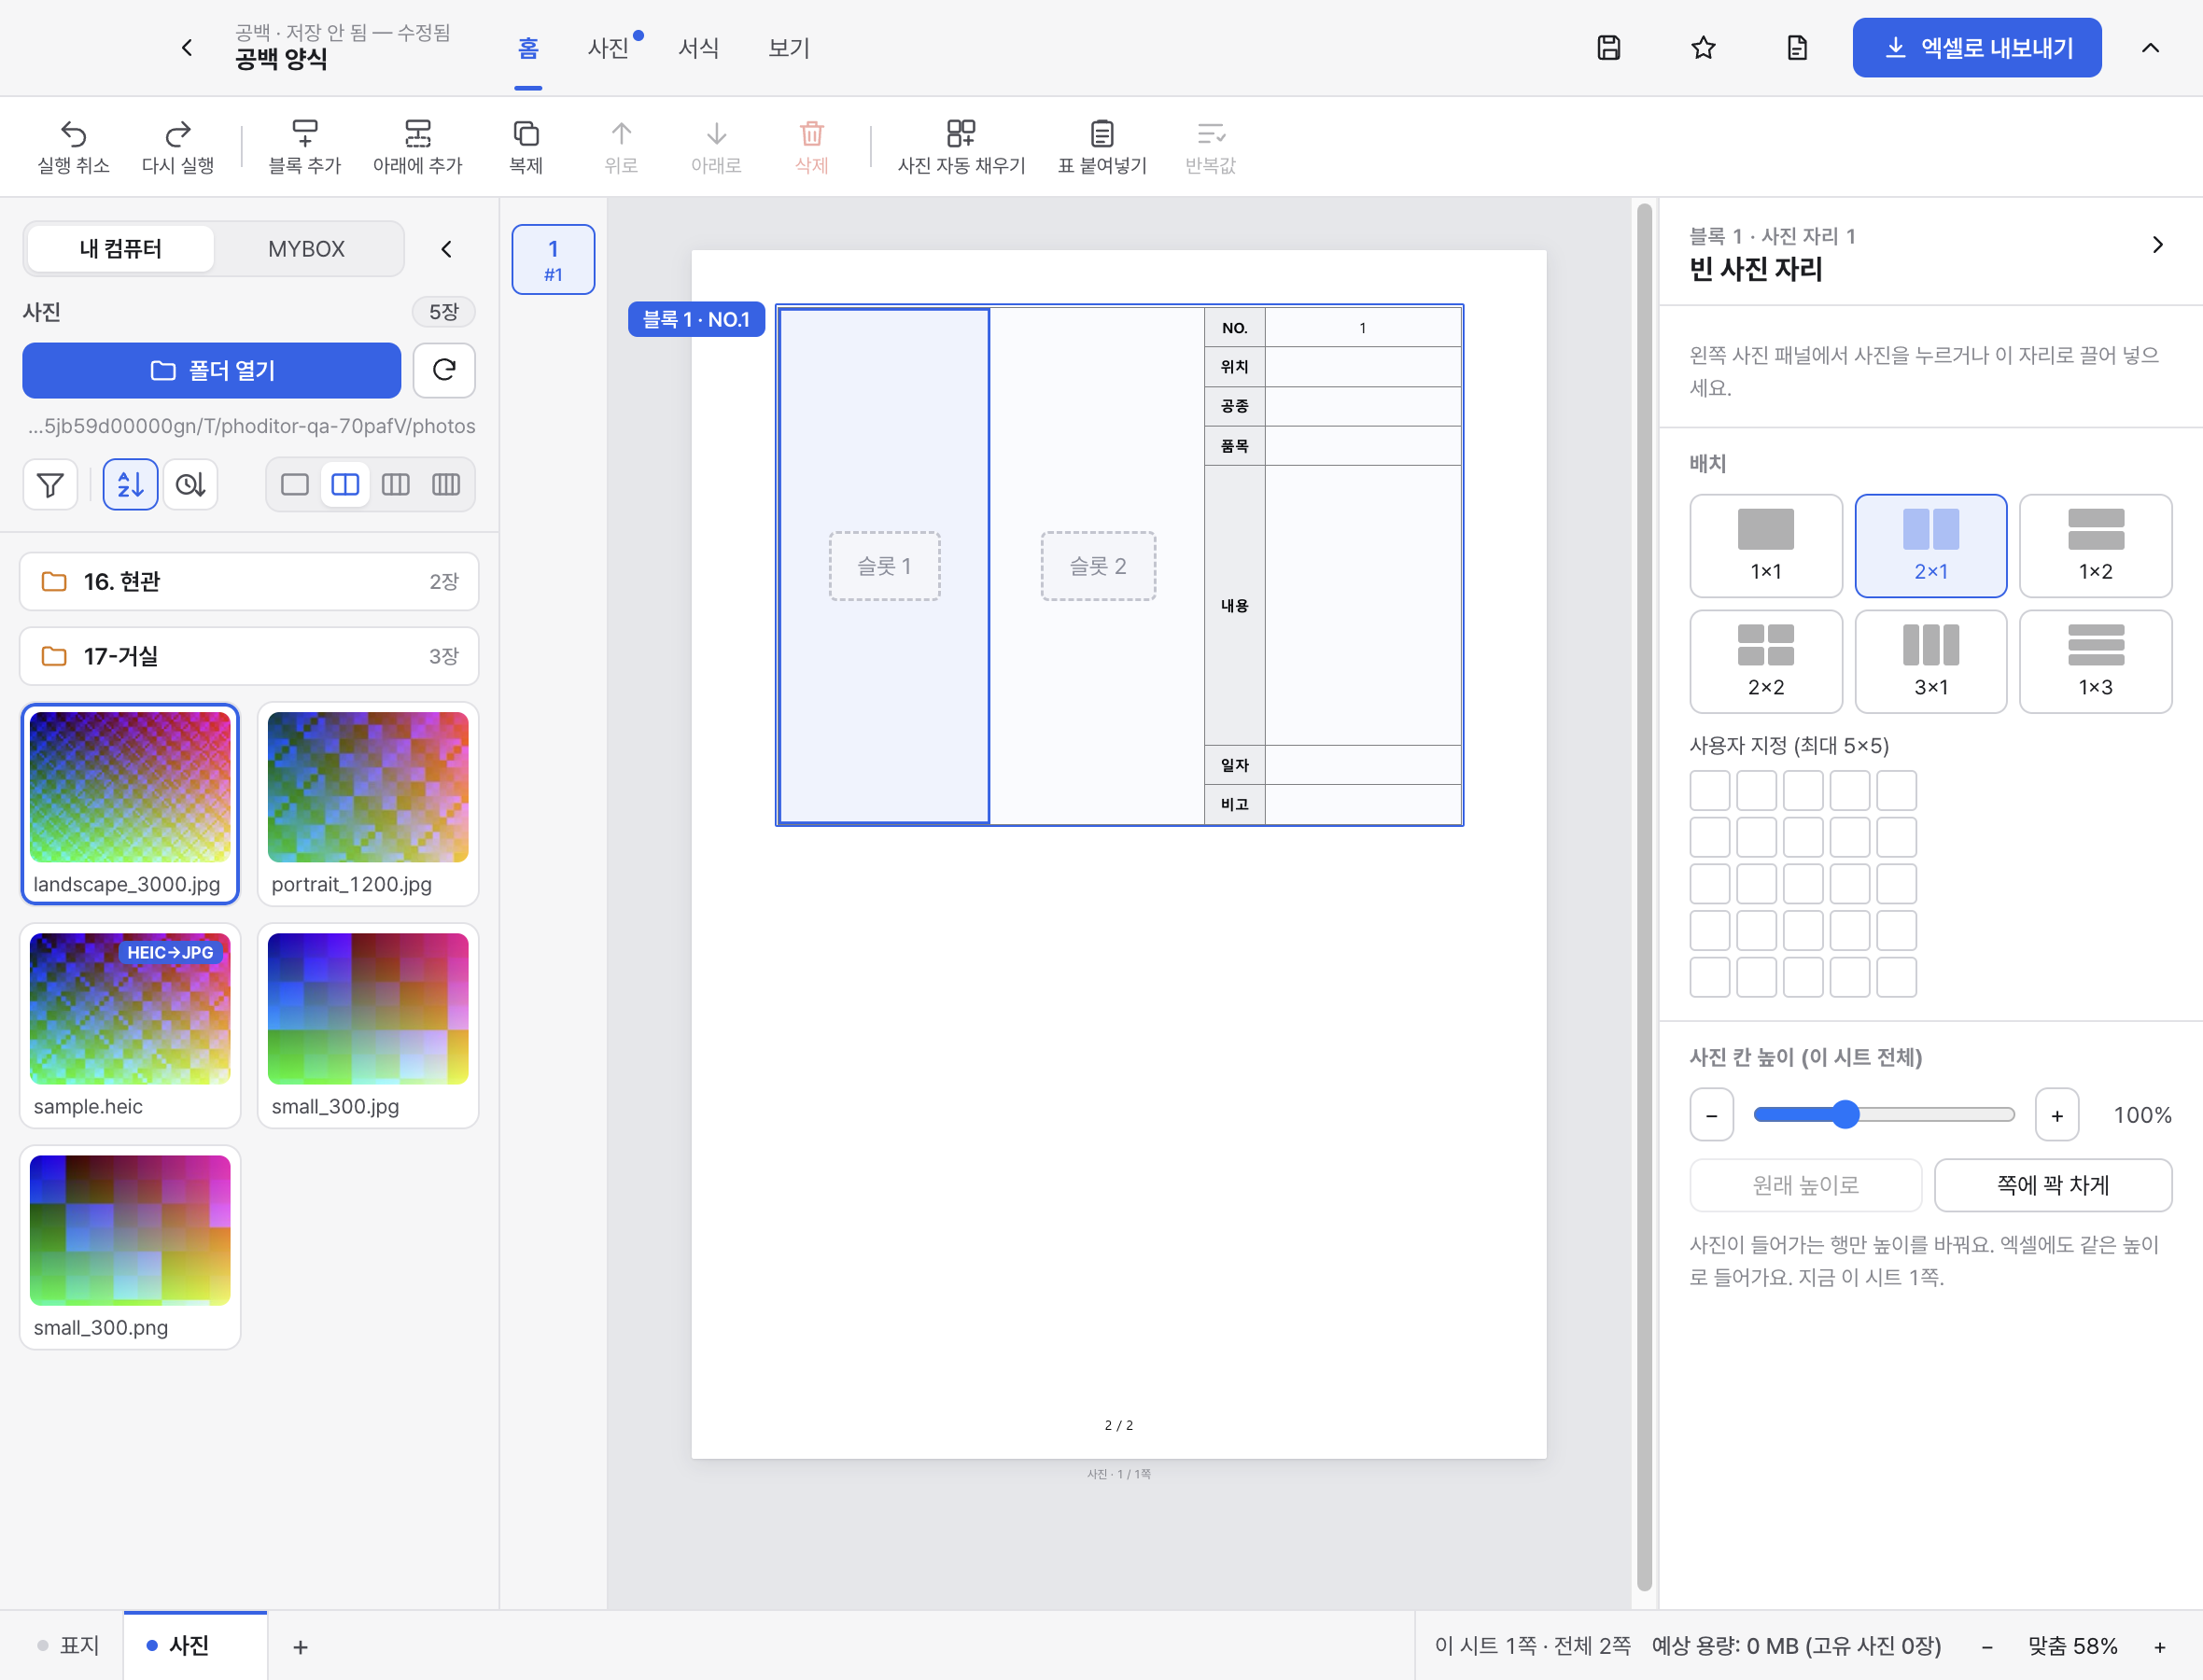 공백 · 저장 안 됨 — 수정됨
공백 양식
홈
사진
서식
보기
엑셀로 내보내기
실행 취소
다시 실행
블록 추가
아래에 추가
복제
위로
아래로
삭제
사진 자동 채우기
표 붙여넣기
반복값
내 컴퓨터
MYBOX
사진
5장
폴더 열기
...5jb59d00000gn/T/phoditor-qa-70pafV/photos
16. 현관
2장
17-거실
3장
landscape_3000.jpg
portrait_1200.jpg
HEIC→JPG
sample.heic
small_300.jpg
small_300.png
1
#1
블록 1 · NO.1
슬롯 1
슬롯 2
NO.
1
위치
공종
품목
내용
일자
비고
2 / 2
사진 · 1 / 1쪽
블록 1 · 사진 자리 1
빈 사진 자리
왼쪽 사진 패널에서 사진을 누르거나 이 자리로 끌어 넣으
세요.
배치
1×1
2×1
1×2
2×2
3×1
1×3
사용자 지정 (최대 5×5)
사진 칸 높이 (이 시트 전체)
−
+
100%
원래 높이로
쪽에 꽉 차게
사진이 들어가는 행만 높이를 바꿔요. 엑셀에도 같은 높이
로 들어가요. 지금 이 시트 1쪽.
표지
사진
+
이 시트 1쪽 · 전체 2쪽
예상 용량: 0 MB (고유 사진 0장)
−
맞춤 58%
+